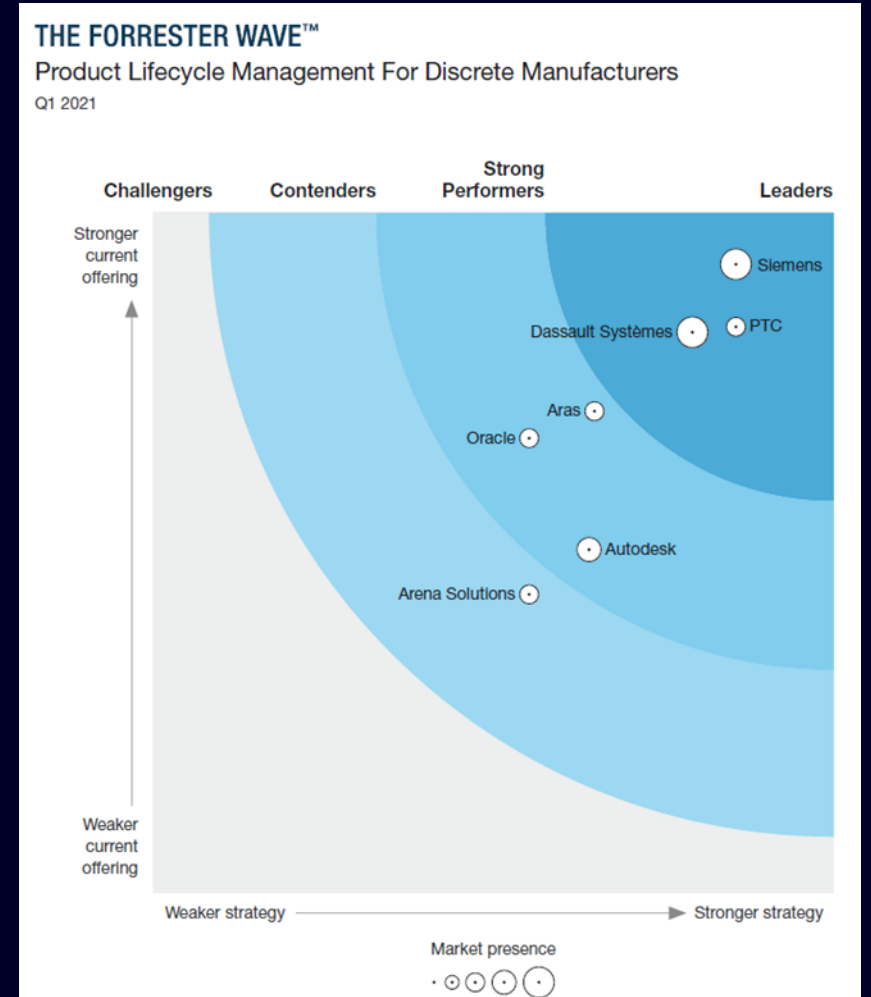 THE FORRESTER WAVE™
Product Lifecycle Management For Discrete Manufacturers
Q1 2021
Challengers
Contenders
Strong
Performers
Leaders
Stronger
current
offering
Siemens
PTC
Dassault Systèmes
Aras
Oracle
Autodesk
Arena Solutions
Weaker
current
offering
Weaker strategy
Stronger strategy
Market presence